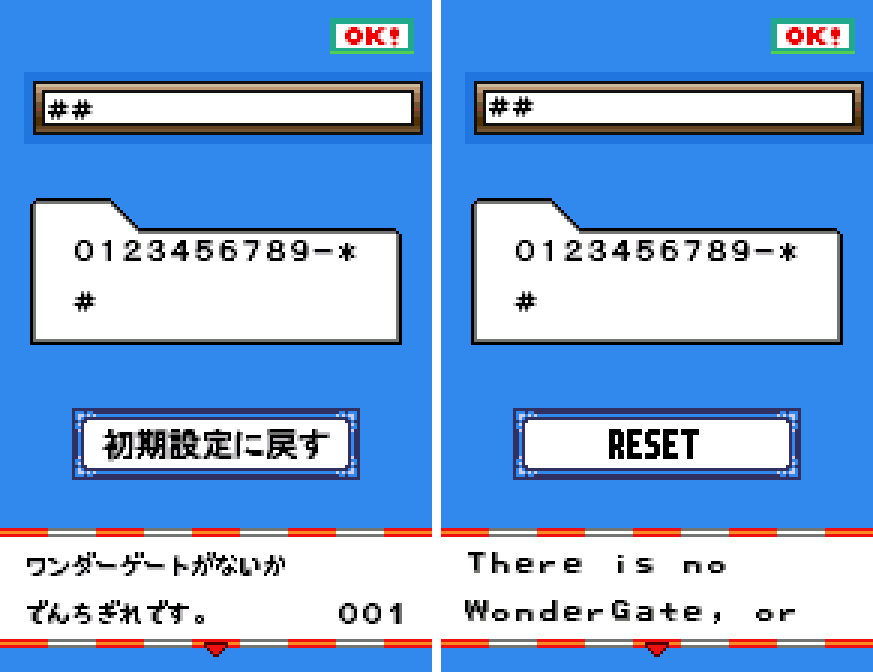 OK!
##
0123456789-*
#
初期設定に戻す
ワンダーゲートがないか
でんちぎれです。 001
OK!
##
0123456789-*
#
RESET
There is no
WonderGate, or